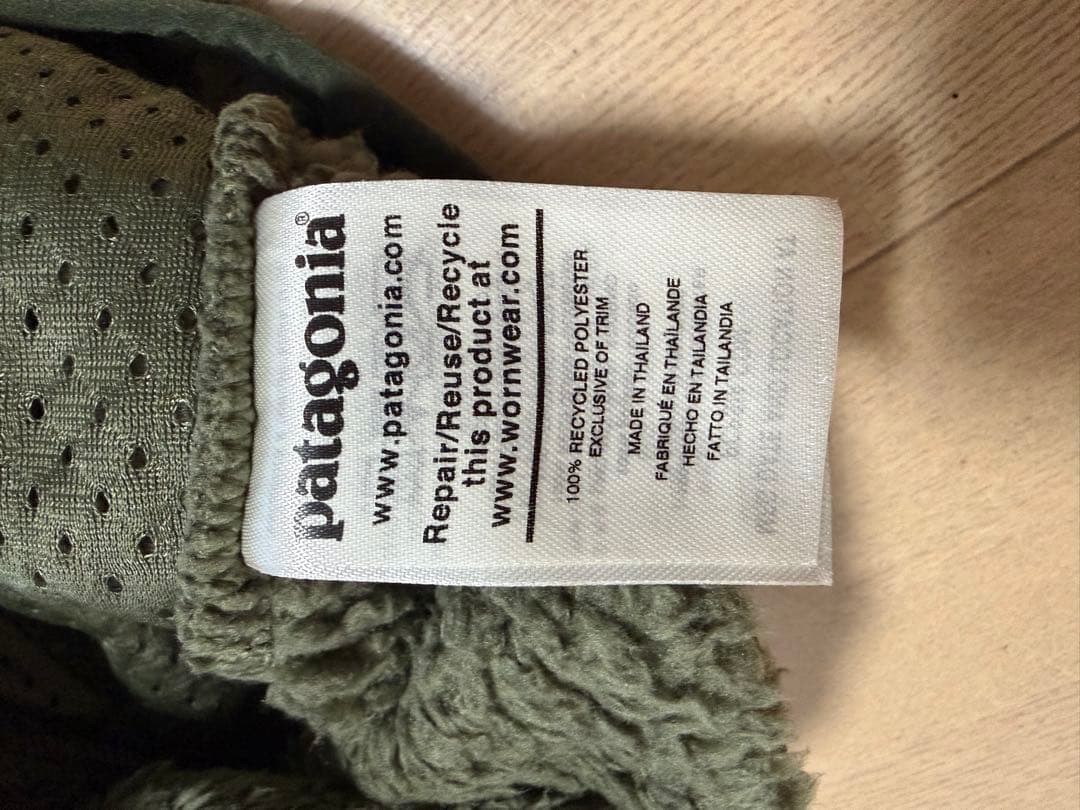 patagonia®
www.patagonia.com
Repair/Reuse/Recycle
this product at
www.wornwear.com
100% RECYCLED POLYESTER
EXCLUSIVE OF TRIM
MADE IN THAILAND
FABRIQUÉ EN THAÏLANDE
HECHO EN TAILANDIA
FATTO IN TAILANDIA